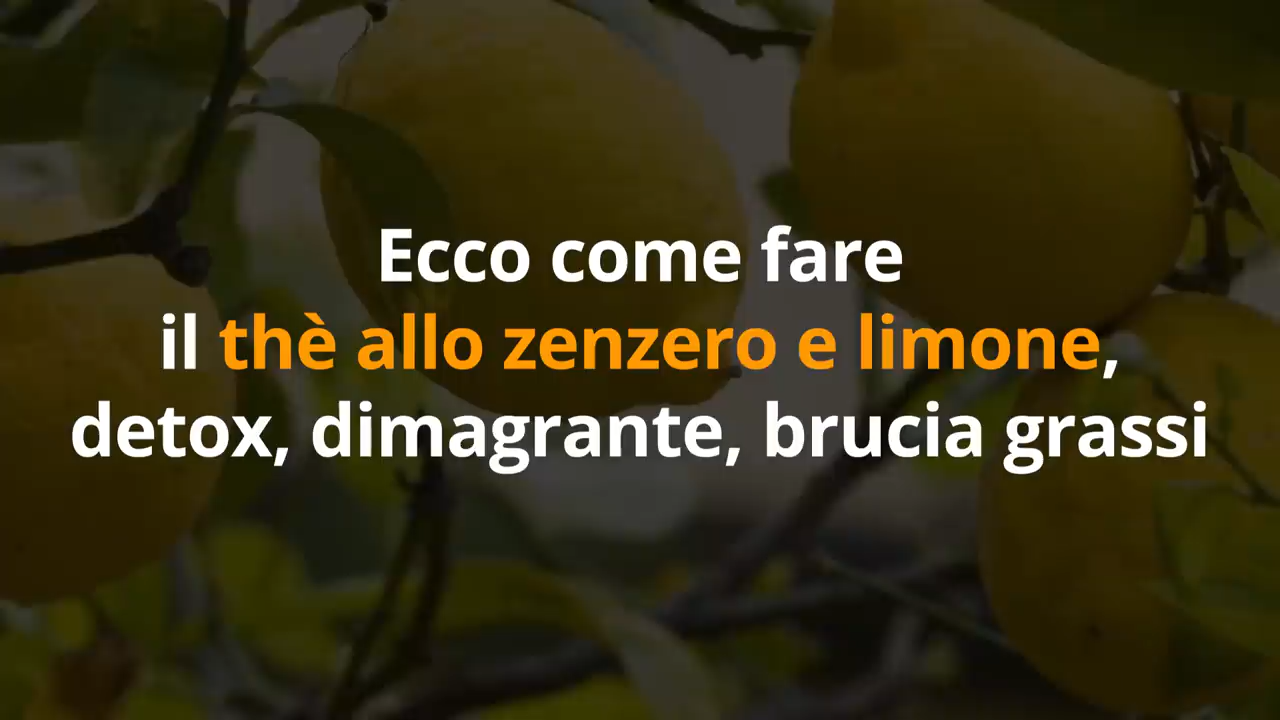 Ecco come fare
il thè allo zenzero e limone,
detox, dimagrante, brucia grassi